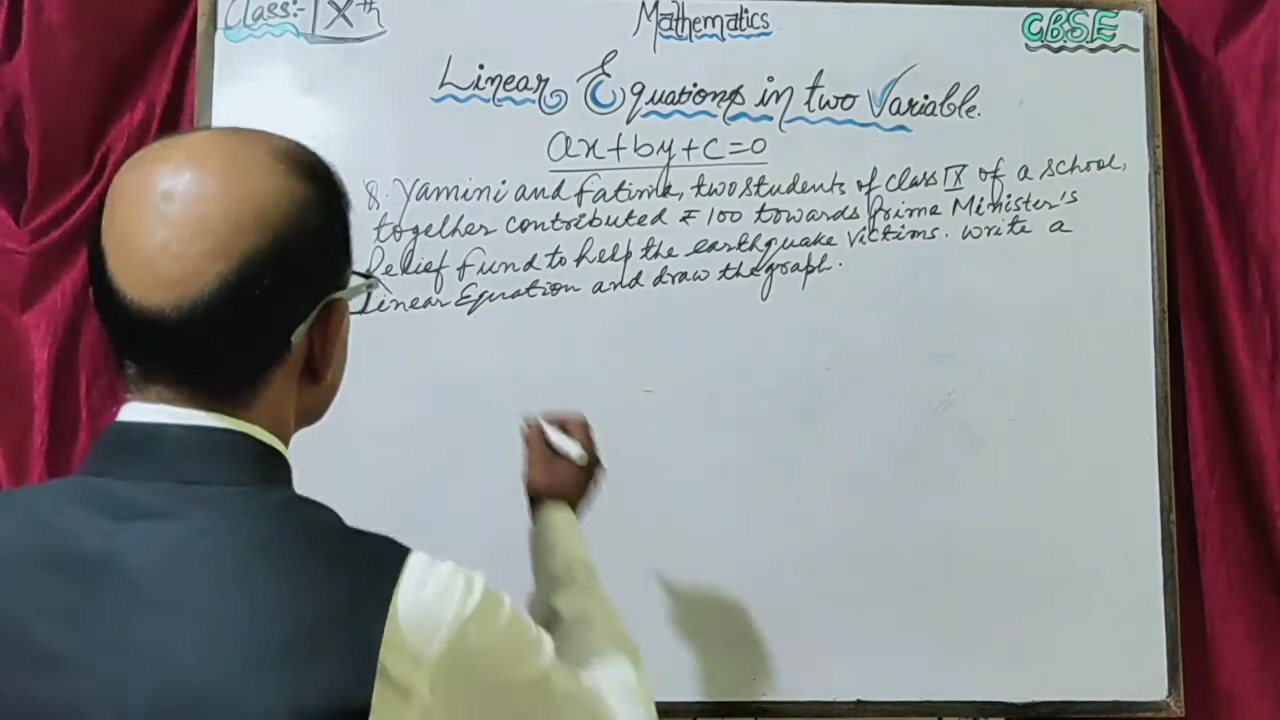 Class:- IX th
Mathematics
C.B.S.E
Linear Equations in two Variable.
ax+by+c=0
8. Yamini and Fatima, two students of class IX of a school,
together contributed ₹ 100 towards Prime Minister's
Relief Fund to help the earthquake victims. Write a
Linear Equation and draw the graph.